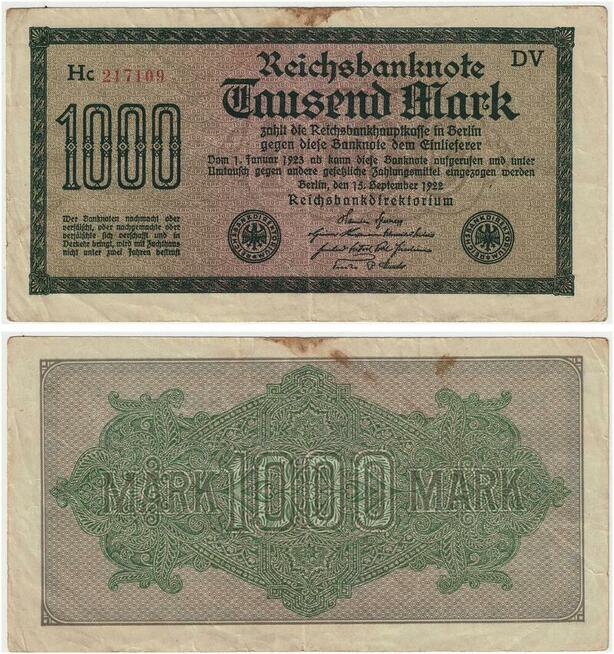 Hc 217109
DV
Reichsbanknote
Tausend Mark
1000
zahlt die Reichsbankhauptkasse in Berlin
gegen diese Banknote dem Einlieferer
Vom 1. Januar 1923 ab kann diese Banknote aufgerufen und unter
Umtausch gegen andere gesetzliche Zahlungsmittel eingezogen werden
Berlin, den 15. September 1922
Reichsbankdirektorium
Wer Banknoten nachmacht oder
verfälscht, oder nachgemachte oder
verfälschte sich verschafft und in
Verkehr bringt, wird mit Zuchthaus
nicht unter zwei Jahren bestraft
REICHSBANKDIREKTORIUM
REICHSBANKDIREKTORIUM
MARK 1000 MARK